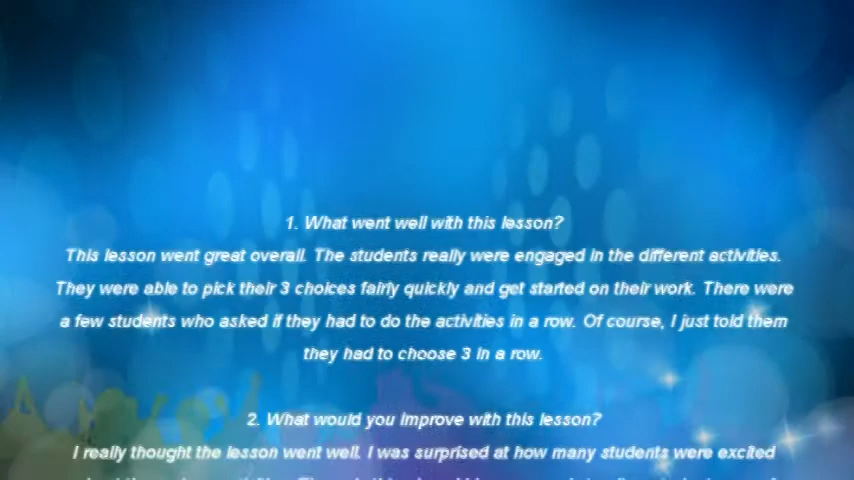 1. What went well with this lesson?
This lesson went great overall. The students really were engaged in the different activities.
They were able to pick their 3 choices fairly quickly and get started on their work. There were
a few students who asked if they had to do the activities in a row. Of course, I just told them
they had to choose 3 in a row.
2. What would you improve with this lesson?
I really thought the lesson went well. I was surprised at how many students were excited